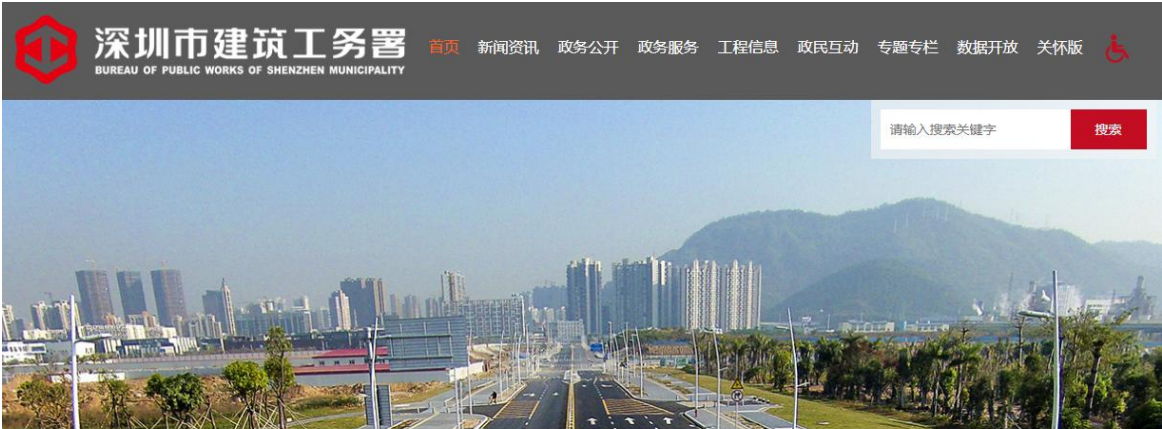 深圳市建筑工务署
BUREAU OF PUBLIC WORKS OF SHENZHEN MUNICIPALITY
首页 新闻资讯 政务公开 政务服务 工程信息 政民互动 专题专栏 数据开放 关怀版
请输入搜索关键字 搜索